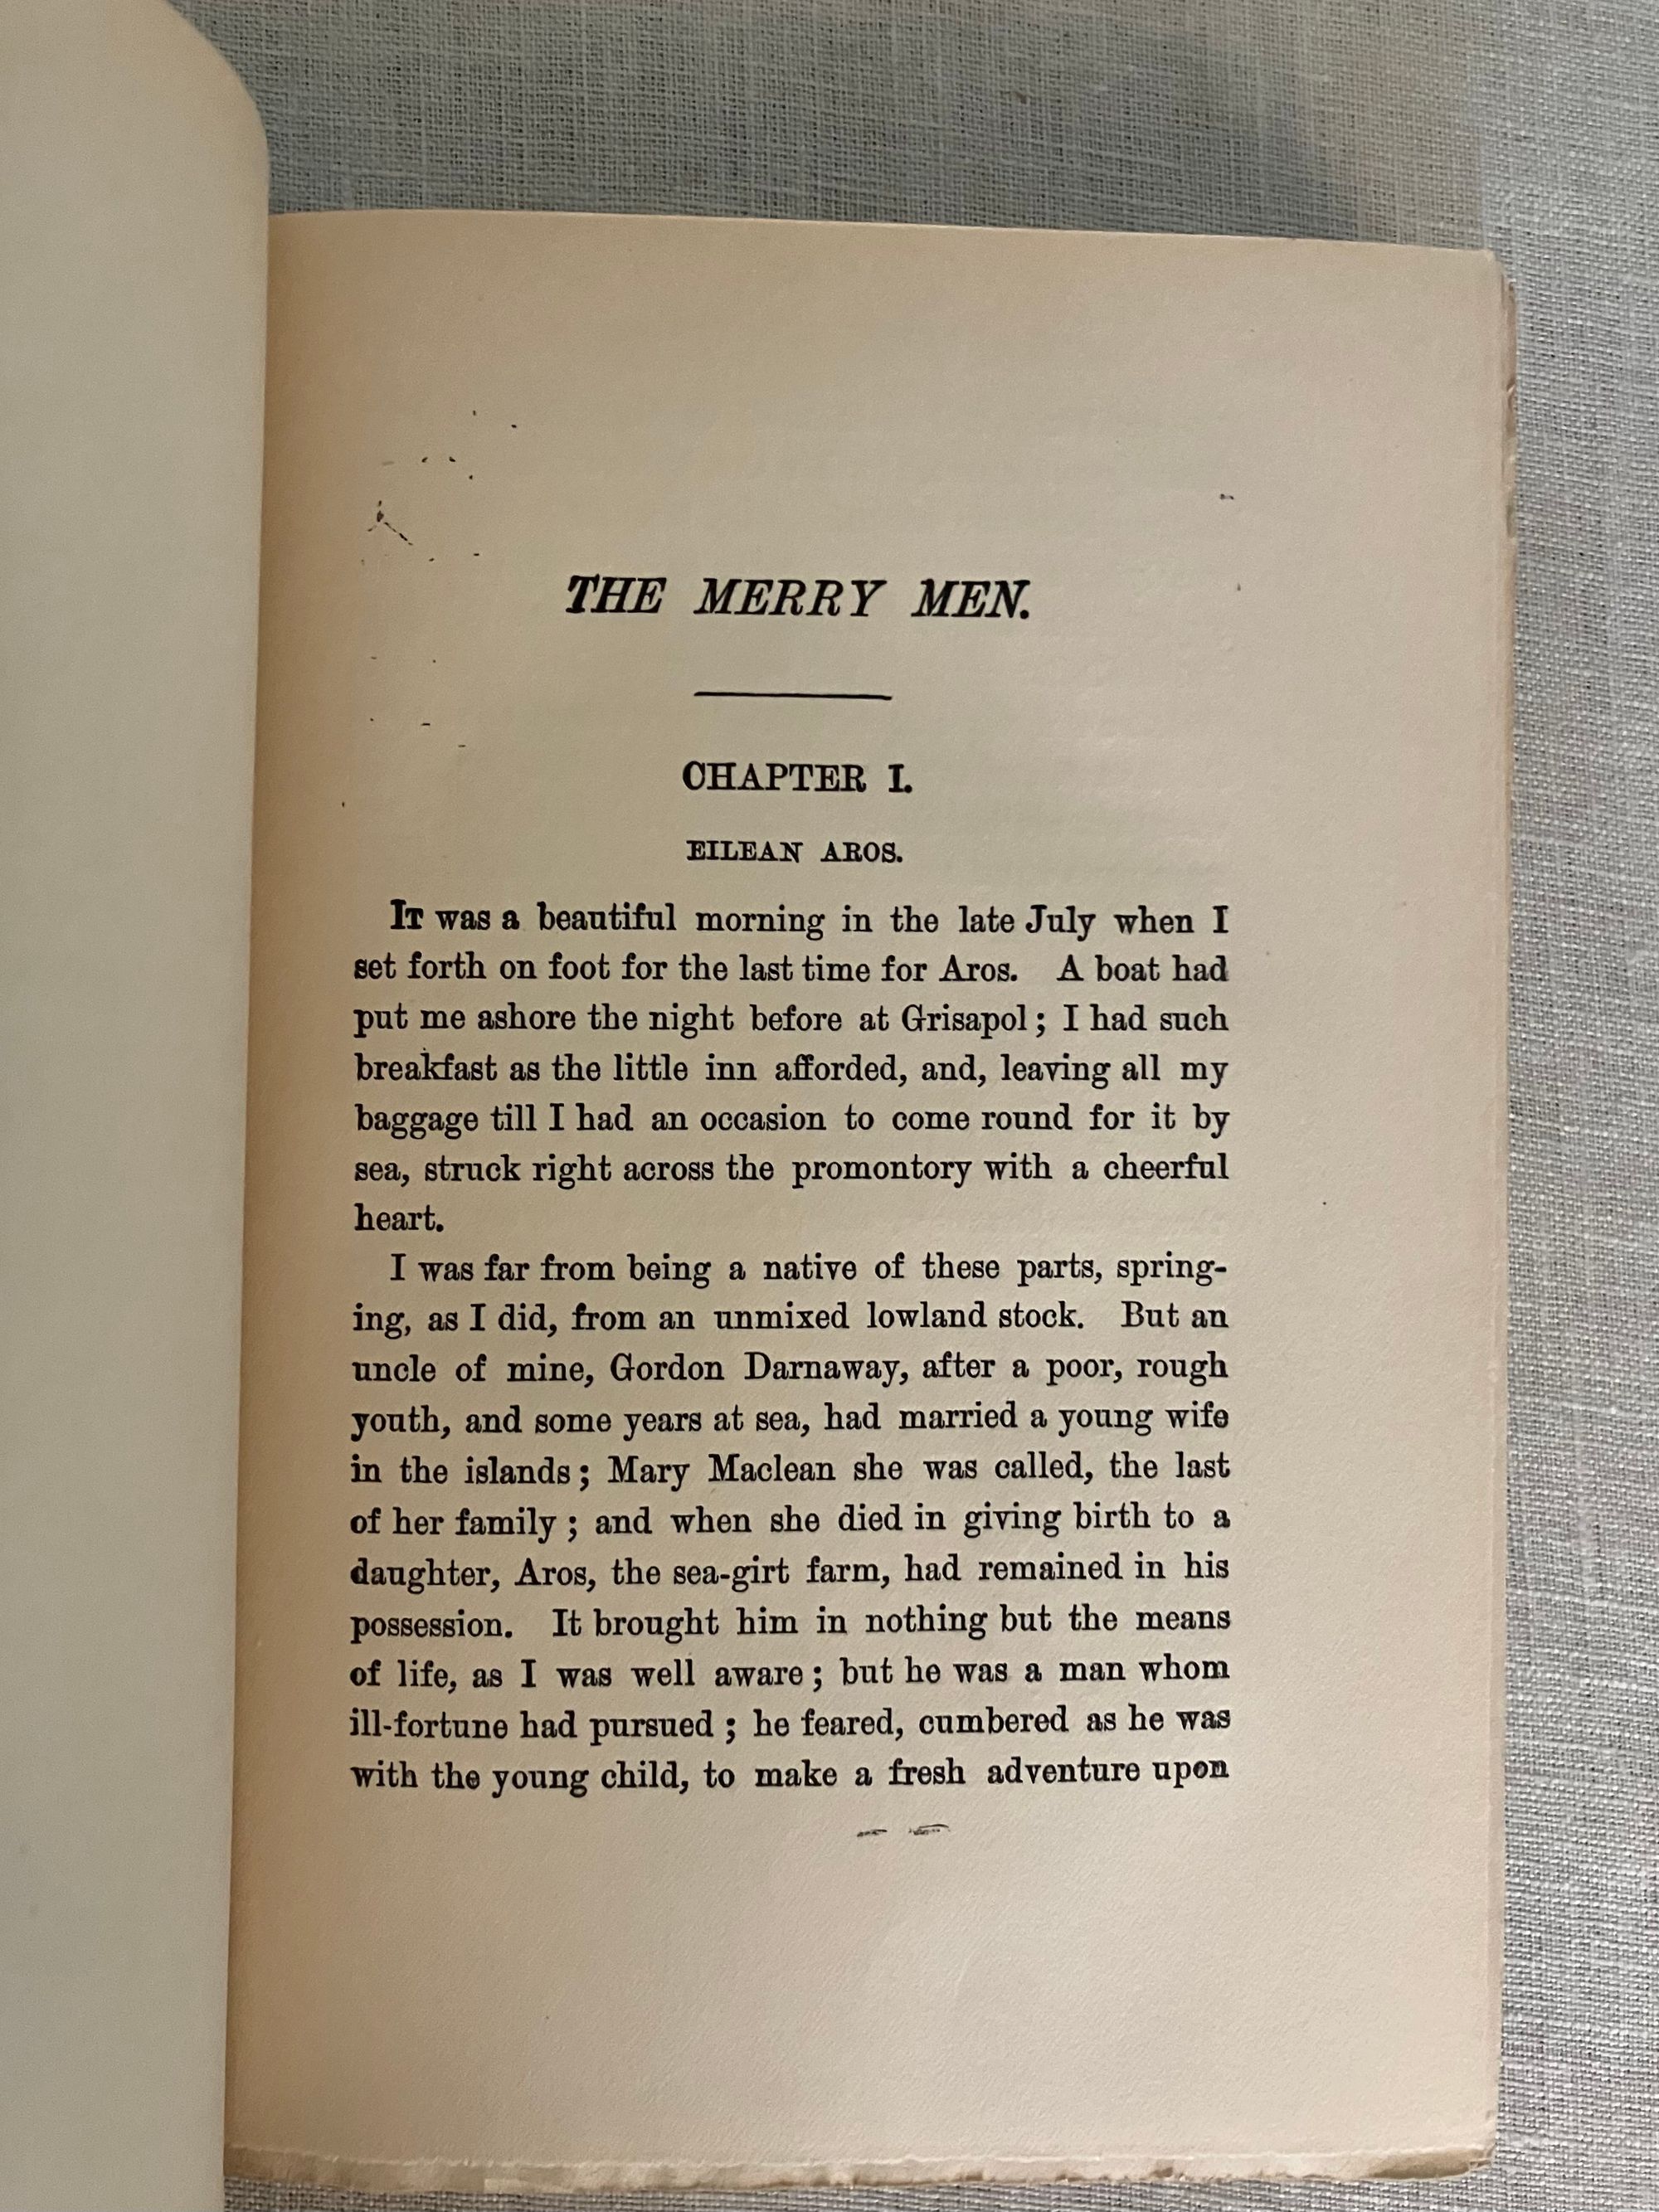 THE MERRY MEN.
CHAPTER I.
EILEAN AROS.
IT was a beautiful morning in the late July when I
set forth on foot for the last time for Aros. A boat had
put me ashore the night before at Grisapol; I had such
breakfast as the little inn afforded, and, leaving all my
baggage till I had an occasion to come round for it by
sea, struck right across the promontory with a cheerful
heart.
I was far from being a native of these parts, spring-
ing, as I did, from an unmixed lowland stock. But an
uncle of mine, Gordon Darnaway, after a poor, rough
youth, and some years at sea, had married a young wife
in the islands; Mary Maclean she was called, the last
of her family; and when she died in giving birth to a
daughter, Aros, the sea-girt farm, had remained in his
possession. It brought him in nothing but the means
of life, as I was well aware; but he was a man whom
ill-fortune had pursued; he feared, cumbered as he was
with the young child, to make a fresh adventure upon